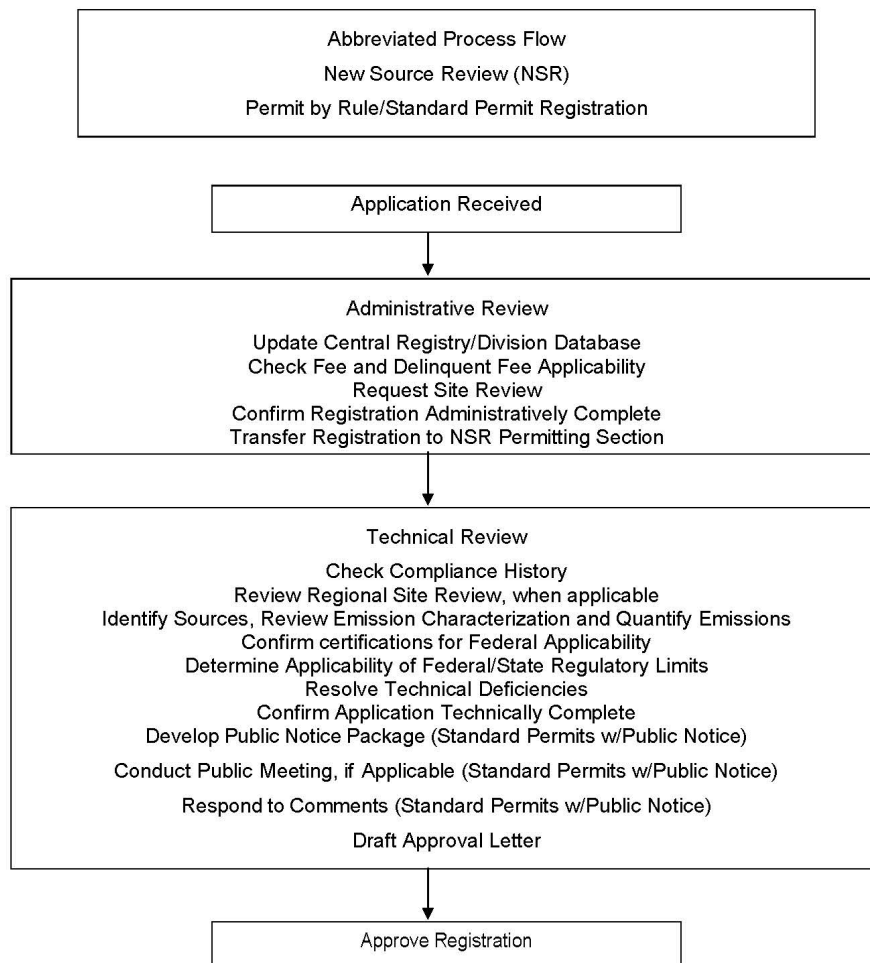 Abbreviated Process Flow
New Source Review (NSR)
Permit by Rule/Standard Permit Registration
Application Received
Administrative Review
Update Central Registry/Division Database
Check Fee and Delinquent Fee Applicability
Request Site Review
Confirm Registration Administratively Complete
Transfer Registration to NSR Permitting Section
Technical Review
Check Compliance History
Review Regional Site Review, when applicable
Identify Sources, Review Emission Characterization and Quantify Emissions
Confirm certifications for Federal Applicability
Determine Applicability of Federal/State Regulatory Limits
Resolve Technical Deficiencies
Confirm Application Technically Complete
Develop Public Notice Package (Standard Permits w/Public Notice)
Conduct Public Meeting, if Applicable (Standard Permits w/Public Notice)
Respond to Comments (Standard Permits w/Public Notice)
Draft Approval Letter
Approve Registration